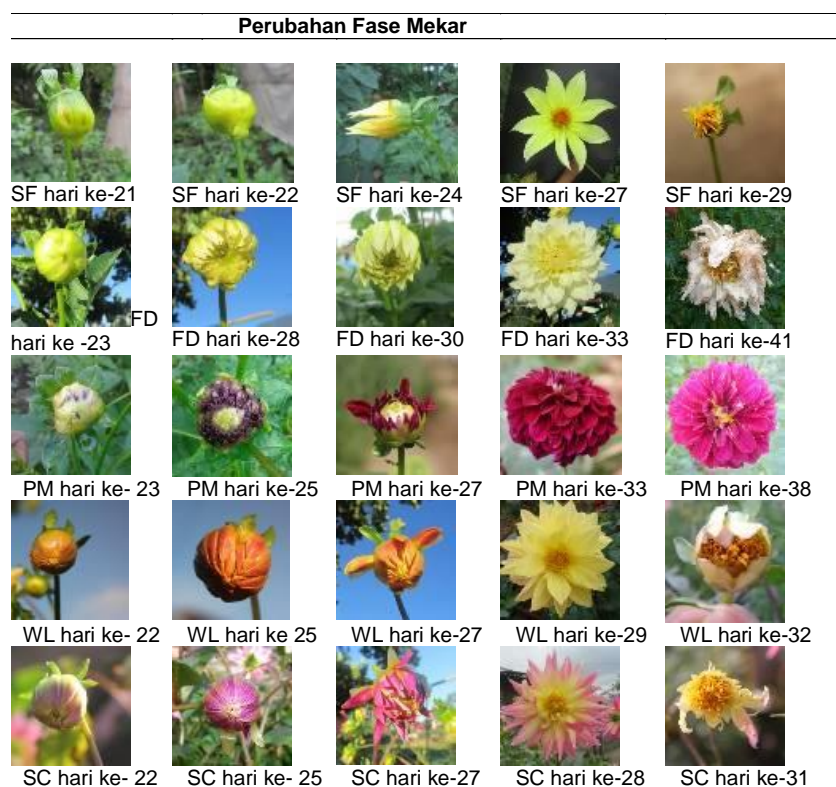 Perubahan Fase Mekar
SF hari ke-21 SF hari ke-22 SF hari ke-24 SF hari ke-27 SF hari ke-29
FD
hari ke -23 FD hari ke-28 FD hari ke-30 FD hari ke-33 FD hari ke-41
PM hari ke- 23 PM hari ke-25 PM hari ke-27 PM hari ke-33 PM hari ke-38
WL hari ke- 22 WL hari ke 25 WL hari ke-27 WL hari ke-29 WL hari ke-32
SC hari ke- 22 SC hari ke- 25 SC hari ke-27 SC hari ke-28 SC hari ke-31